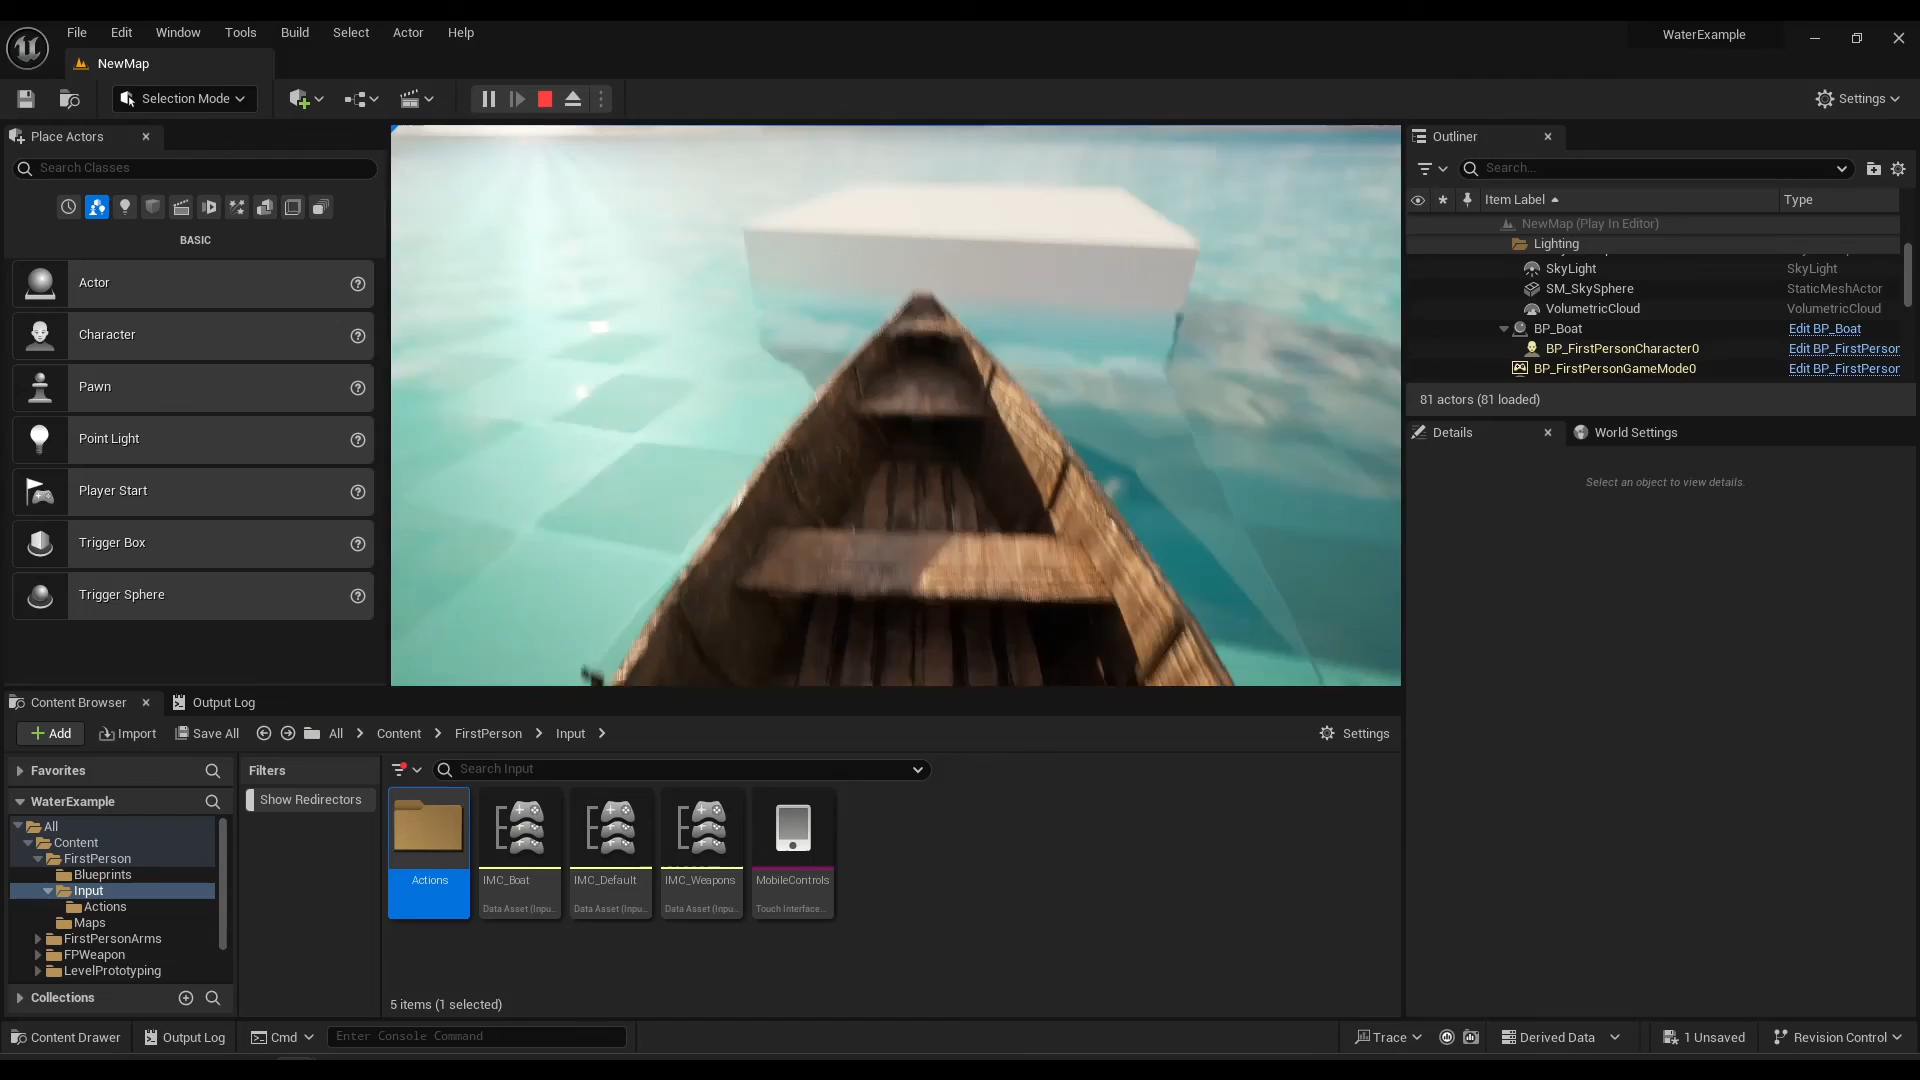 File Edit Window Tools Build Select Actor Help
WaterExample
NewMap
Selection Mode
Settings
Place Actors
Search Classes
BASIC
Actor
Character
Pawn
Point Light
Player Start
Trigger Box
Trigger Sphere
Outliner
Search...
Item Label Type
NewMap (Play In Editor)
Lighting
SkyLight SkyLight
SM_SkySphere StaticMeshActor
VolumetricCloud VolumetricCloud
BP_Boat Edit BP_Boat
BP_FirstPersonCharacter0 Edit BP_FirstPerson
BP_FirstPersonGameMode0 Edit BP_FirstPerson
81 actors (81 loaded)
Details World Settings
Select an object to view details.
Content Browser Output Log
Add Import Save All All Content FirstPerson Input Settings
Favorites
WaterExample
All
Content
FirstPerson
Blueprints
Input
Actions
Maps
FirstPersonArms
FPWeapon
LevelPrototyping
Collections
Filters
Show Redirectors
Search Input
Actions IMC_Boat IMC_Default IMC_Weapons MobileControls
Data Asset (Inpu... Data Asset (Inpu... Data Asset (Inpu... Touch Interface...
5 items (1 selected)
Content Drawer Output Log Cmd Enter Console Command Trace Derived Data 1 Unsaved Revision Control